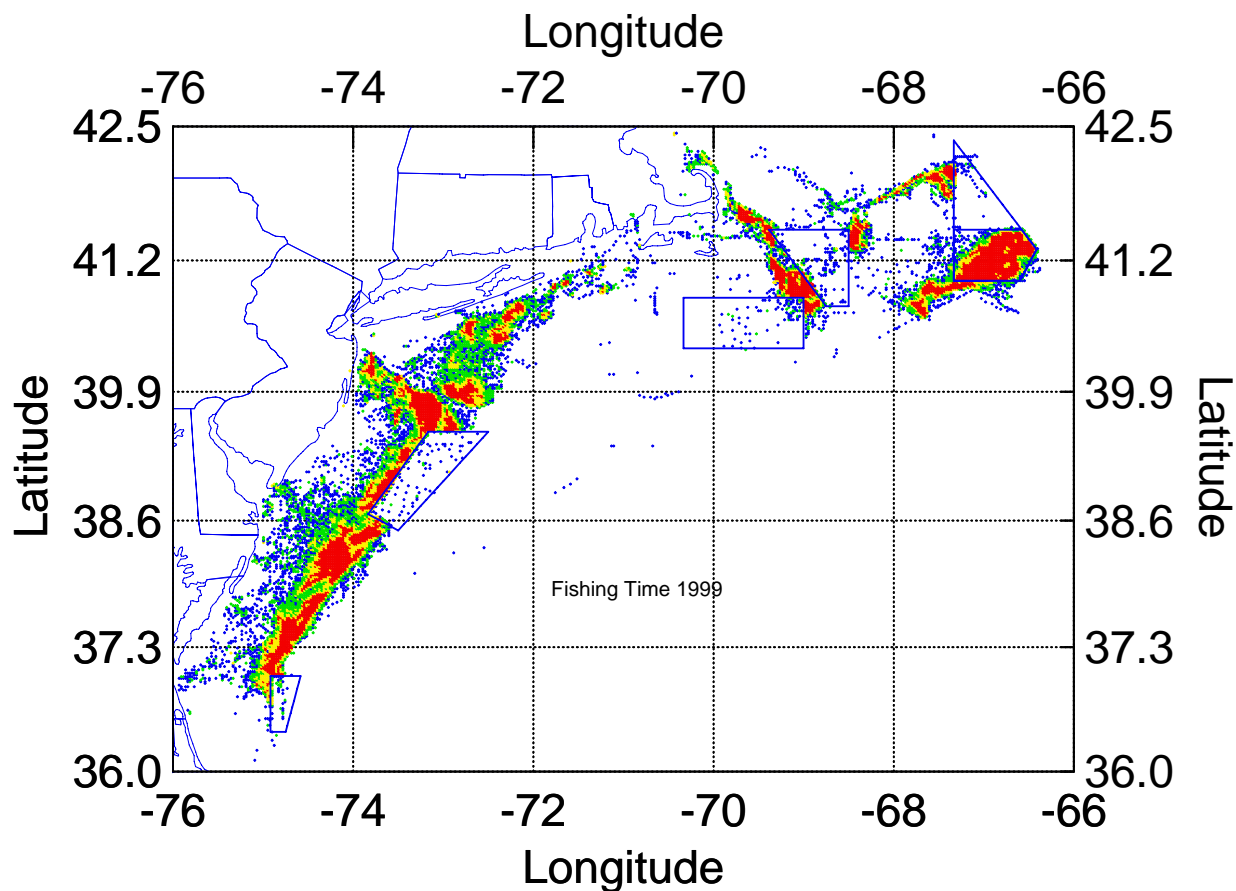 Longitude
-76 -74 -72 -70 -68 -66
42.5 42.5
41.2 41.2
39.9 39.9
Latitude Latitude
38.6 38.6
Fishing Time 1999
37.3 37.3
36.0 36.0
-76 -74 -72 -70 -68 -66
Longitude